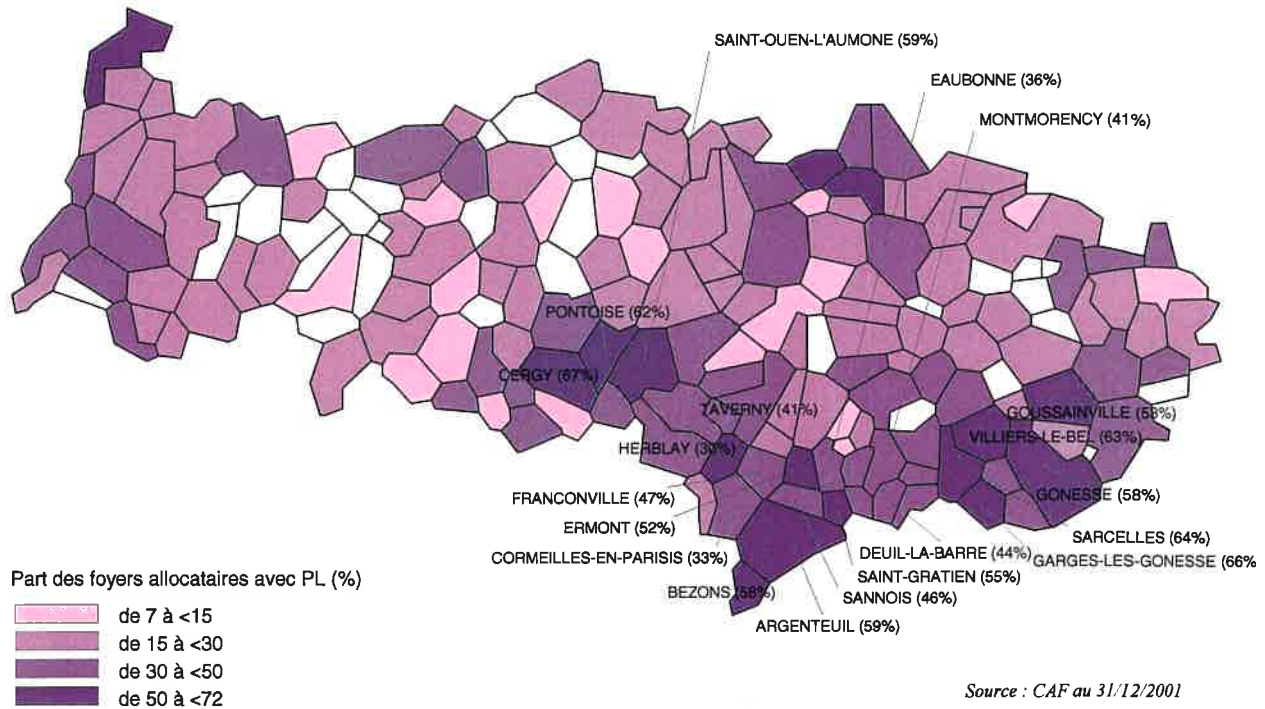 SAINT-OUEN-L'AUMONE (59%)
EAUBONNE (36%)
MONTMORENCY (41%)
PONTOISE (62%)
CERGY (67%)
TAVERNY (41%)
GOUSSAINVILLE (53%)
VILLIERS-LE-BEL (63%)
HERBLAY (30%)
FRANCONVILLE (47%)
GONESSE (58%)
ERMONT (52%)
SARCELLES (64%)
CORMEILLES-EN-PARISIS (33%)
DEUIL-LA-BARRE (44%)
GARGES-LES-GONESSE (66%
SAINT-GRATIEN (55%)
BEZONS (58%)
SANNOIS (46%)
ARGENTEUIL (59%)
Part des foyers allocataires avec PL (%)
de 7 à <15
de 15 à <30
de 30 à <50
de 50 à <72
Source : CAF au 31/12/2001